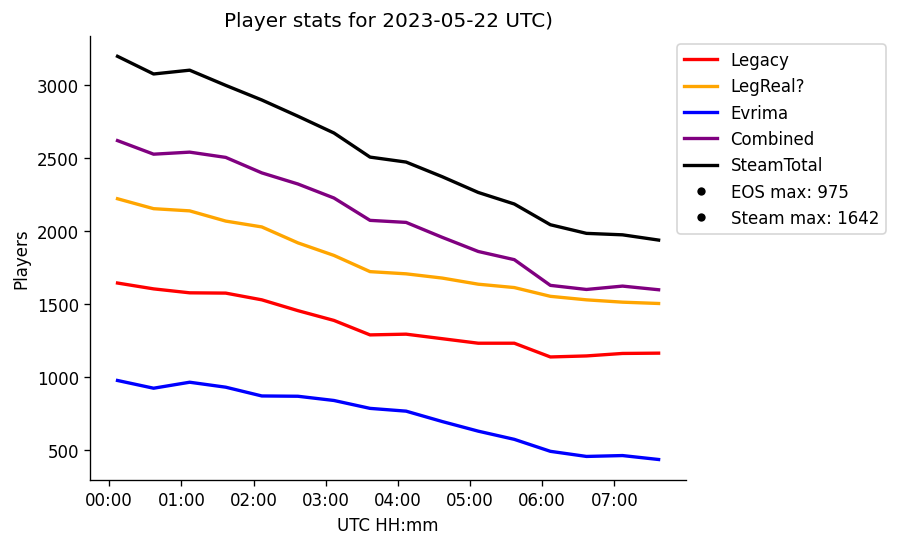 Player stats for 2023-05-22 UTC)
Legacy
LegReal?
Evrima
Combined
SteamTotal
EOS max: 975
Steam max: 1642
Players
3000
2500
2000
1500
1000
500
00:00 01:00 02:00 03:00 04:00 05:00 06:00 07:00
UTC HH:mm